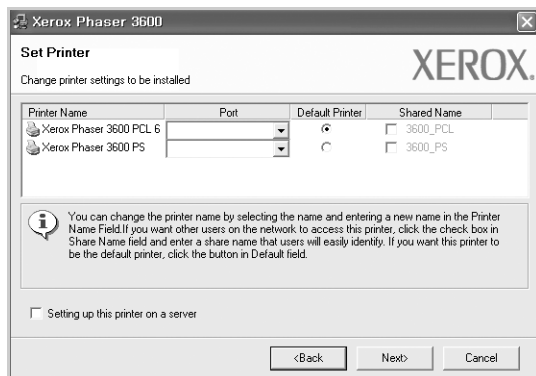 Xerox Phaser 3600
Set Printer
Change printer settings to be installed
XEROX.
Printer Name Port Default Printer Shared Name
Xerox Phaser 3600 PCL 6 3600_PCL
Xerox Phaser 3600 PS 3600_PS
You can change the printer name by selecting the name and entering a new name in the Printer
Name Field.If you want other users on the network to access this printer, click the check box in
Share Name field and enter a share name that users will easily identify. If you want this printer to
be the default printer, click the button in Default field.
Setting up this printer on a server
<Back Next> Cancel